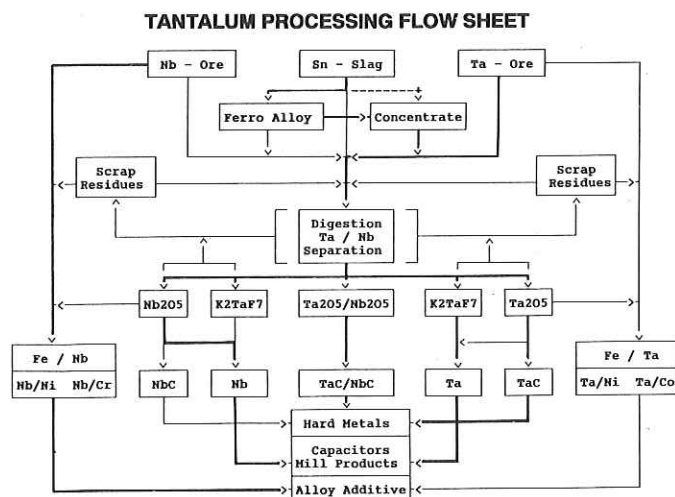 TANTALUM PROCESSING FLOW SHEET
Nb - Ore
Sn - Slag
Ta - Ore
Ferro Alloy
Concentrate
Scrap
Residues
Scrap
Residues
Digestion
Ta / Nb
Separation
Nb2O5
K2TaF7
Ta2O5/Nb2O5
K2TaF7
Ta2O5
Fe / Nb
Nb/Ni Nb/Cr
NbC
Nb
TaC/NbC
Ta
TaC
Fe / Ta
Ta/Ni Ta/Co
Hard Metals
Capacitors
Mill Products
Alloy Additive